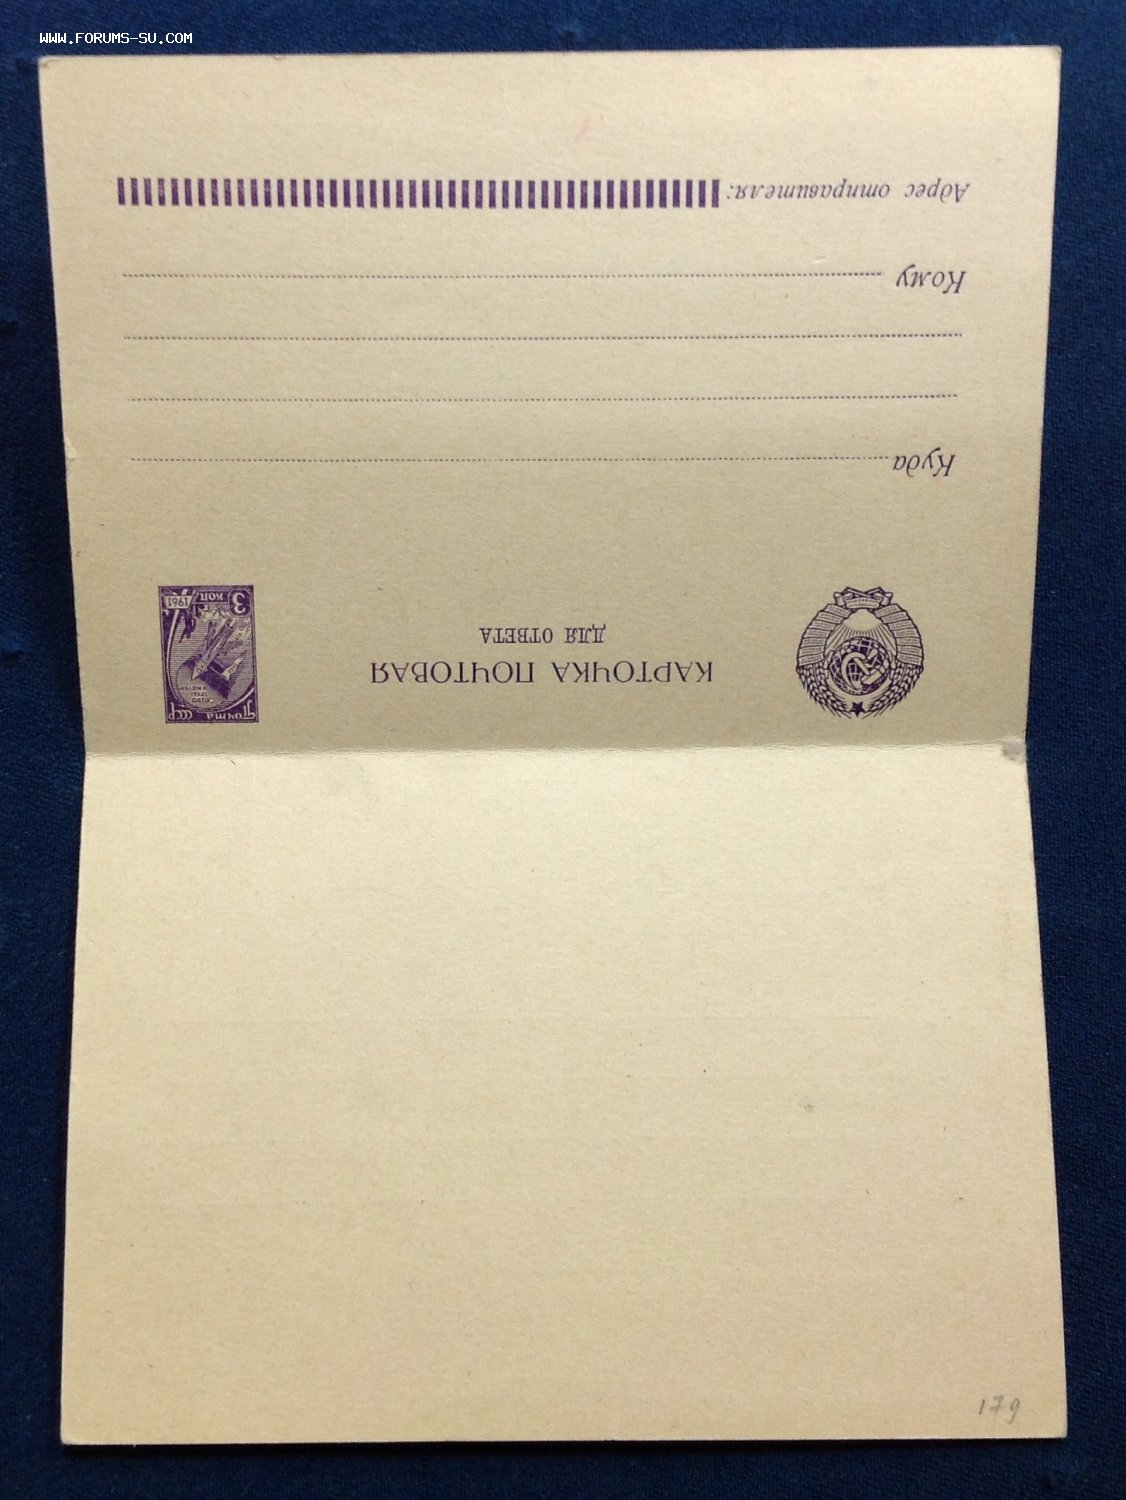 WWW.FORUMS-SU.COM
КАРТОЧКА ПОЧТОВАЯ
ДЛЯ ОТВЕТА
Почта СССР
3 КОП
1961
Куда
Кому
Адрес отправителя:
179